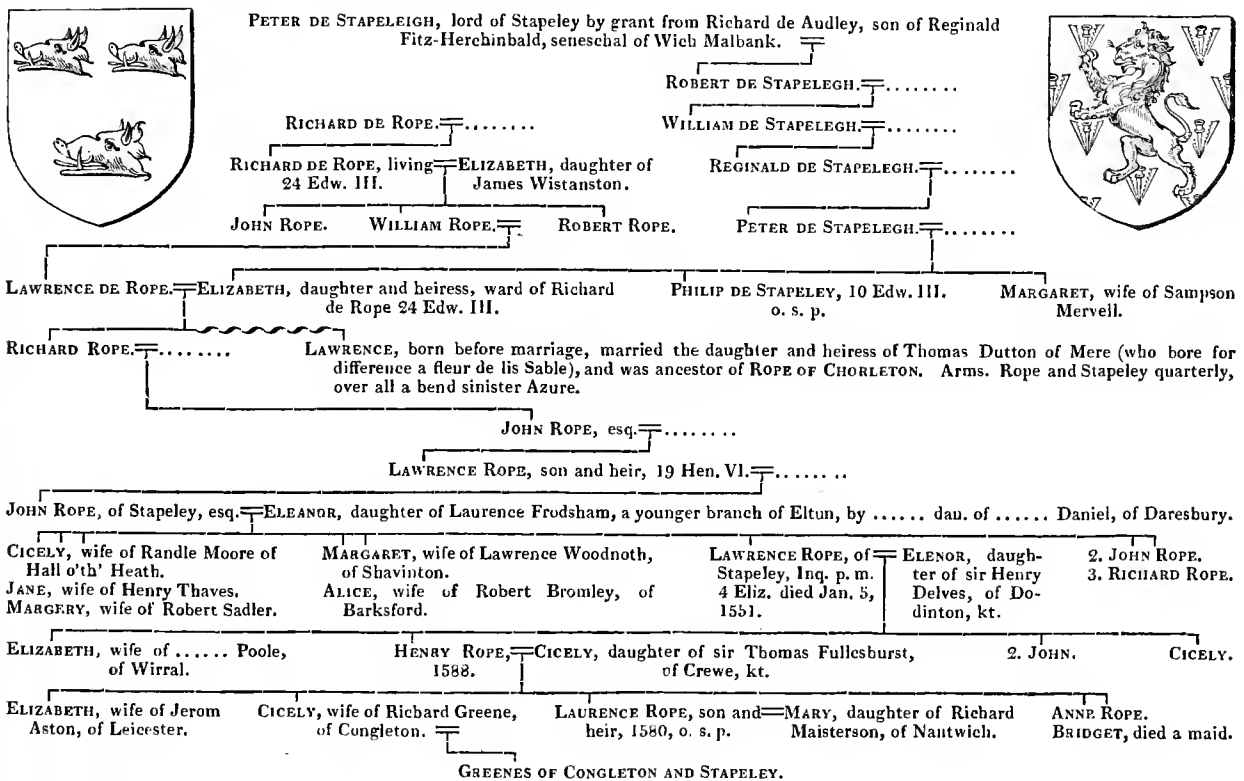 PETER DE STAPELEIGH, lord of Stapeley by grant from Richard de Audley, son of Reginald
Fitz-Herchinbald, seneschal of Wich Malbank.
ROBERT DE STAPELEGH. ........
RICHARD DE ROPE. ........
WILLIAM DE STAPELEGH. ........
RICHARD DE ROPE, living
24 Edw. III.
ELIZABETH, daughter of
James Wistanston.
REGINALD DE STAPELEGH. ........
JOHN ROPE.
WILLIAM ROPE.
ROBERT ROPE.
PETER DE STAPELEGH. ........
LAWRENCE DE ROPE.
ELIZABETH, daughter and heiress, ward of Richard
de Rope 24 Edw. III.
PHILIP DE STAPELEY, 10 Edw. III.
o. s. p.
MARGARET, wife of Sampson
Mervell.
RICHARD ROPE. ........
LAWRENCE, born before marriage, married the daughter and heiress of Thomas Dutton of Mere (who bore for
difference a fleur de lis Sable), and was ancestor of ROPE OF CHORLETON. Arms. Rope and Stapeley quarterly,
over all a bend sinister Azure.
JOHN ROPE, esq. ........
LAWRENCE ROPE, son and heir, 19 Hen. VI. ........
JOHN ROPE, of Stapeley, esq.
ELEANOR, daughter of Laurence Frodsham, a younger branch of Eltun, by ...... dau. of ...... Daniel, of Daresbury.
CICELY, wife of Randle Moore of
Hall o'th' Heath.
JANE, wife of Henry Thaves.
MARGERY, wife of Robert Sadler.
MARGARET, wife of Lawrence Woodnoth,
of Shavinton.
ALICE, wife of Robert Bromley, of
Barksford.
LAWRENCE ROPE, of
Stapeley, Inq. p. m.
4 Eliz. died Jan. 5,
1551.
ELENOR, daugh-
ter of sir Henry
Delves, of Do-
dinton, kt.
2. JOHN ROPE.
3. RICHARD ROPE.
ELIZABETH, wife of ...... Poole,
of Wirral.
HENRY ROPE,
1588.
CICELY, daughter of sir Thomas Fullesburst,
of Crewe, kt.
2. JOHN.
CICELY.
ELIZABETH, wife of Jerom
Aston, of Leicester.
CICELY, wife of Richard Greene,
of Congleton.
LAURENCE ROPE, son and
heir, 1580, o. s. p.
MARY, daughter of Richard
Maisterson, of Nantwich.
ANNE ROPE.
BRIDGET, died a maid.
GREENES OF CONGLETON AND STAPELEY.